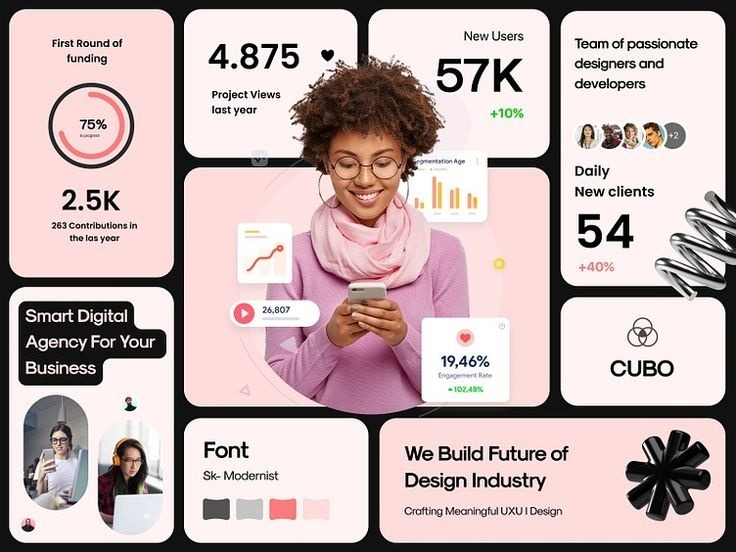 First Round of
funding
75%
in progress
2.5K
263 Contributions in
the las year
4.875
Project Views
last year
New Users
57K
+10%
Team of passionate
designers and
developers
+2
Daily
New clients
54
+40%
egmentation Age
26,807
19,46%
Engagement Rate
102,48%
Smart Digital
Agency For Your
Business
CUBO
Font
Sk- Modernist
We Build Future of
Design Industry
Crafting Meaningful UXU I Design